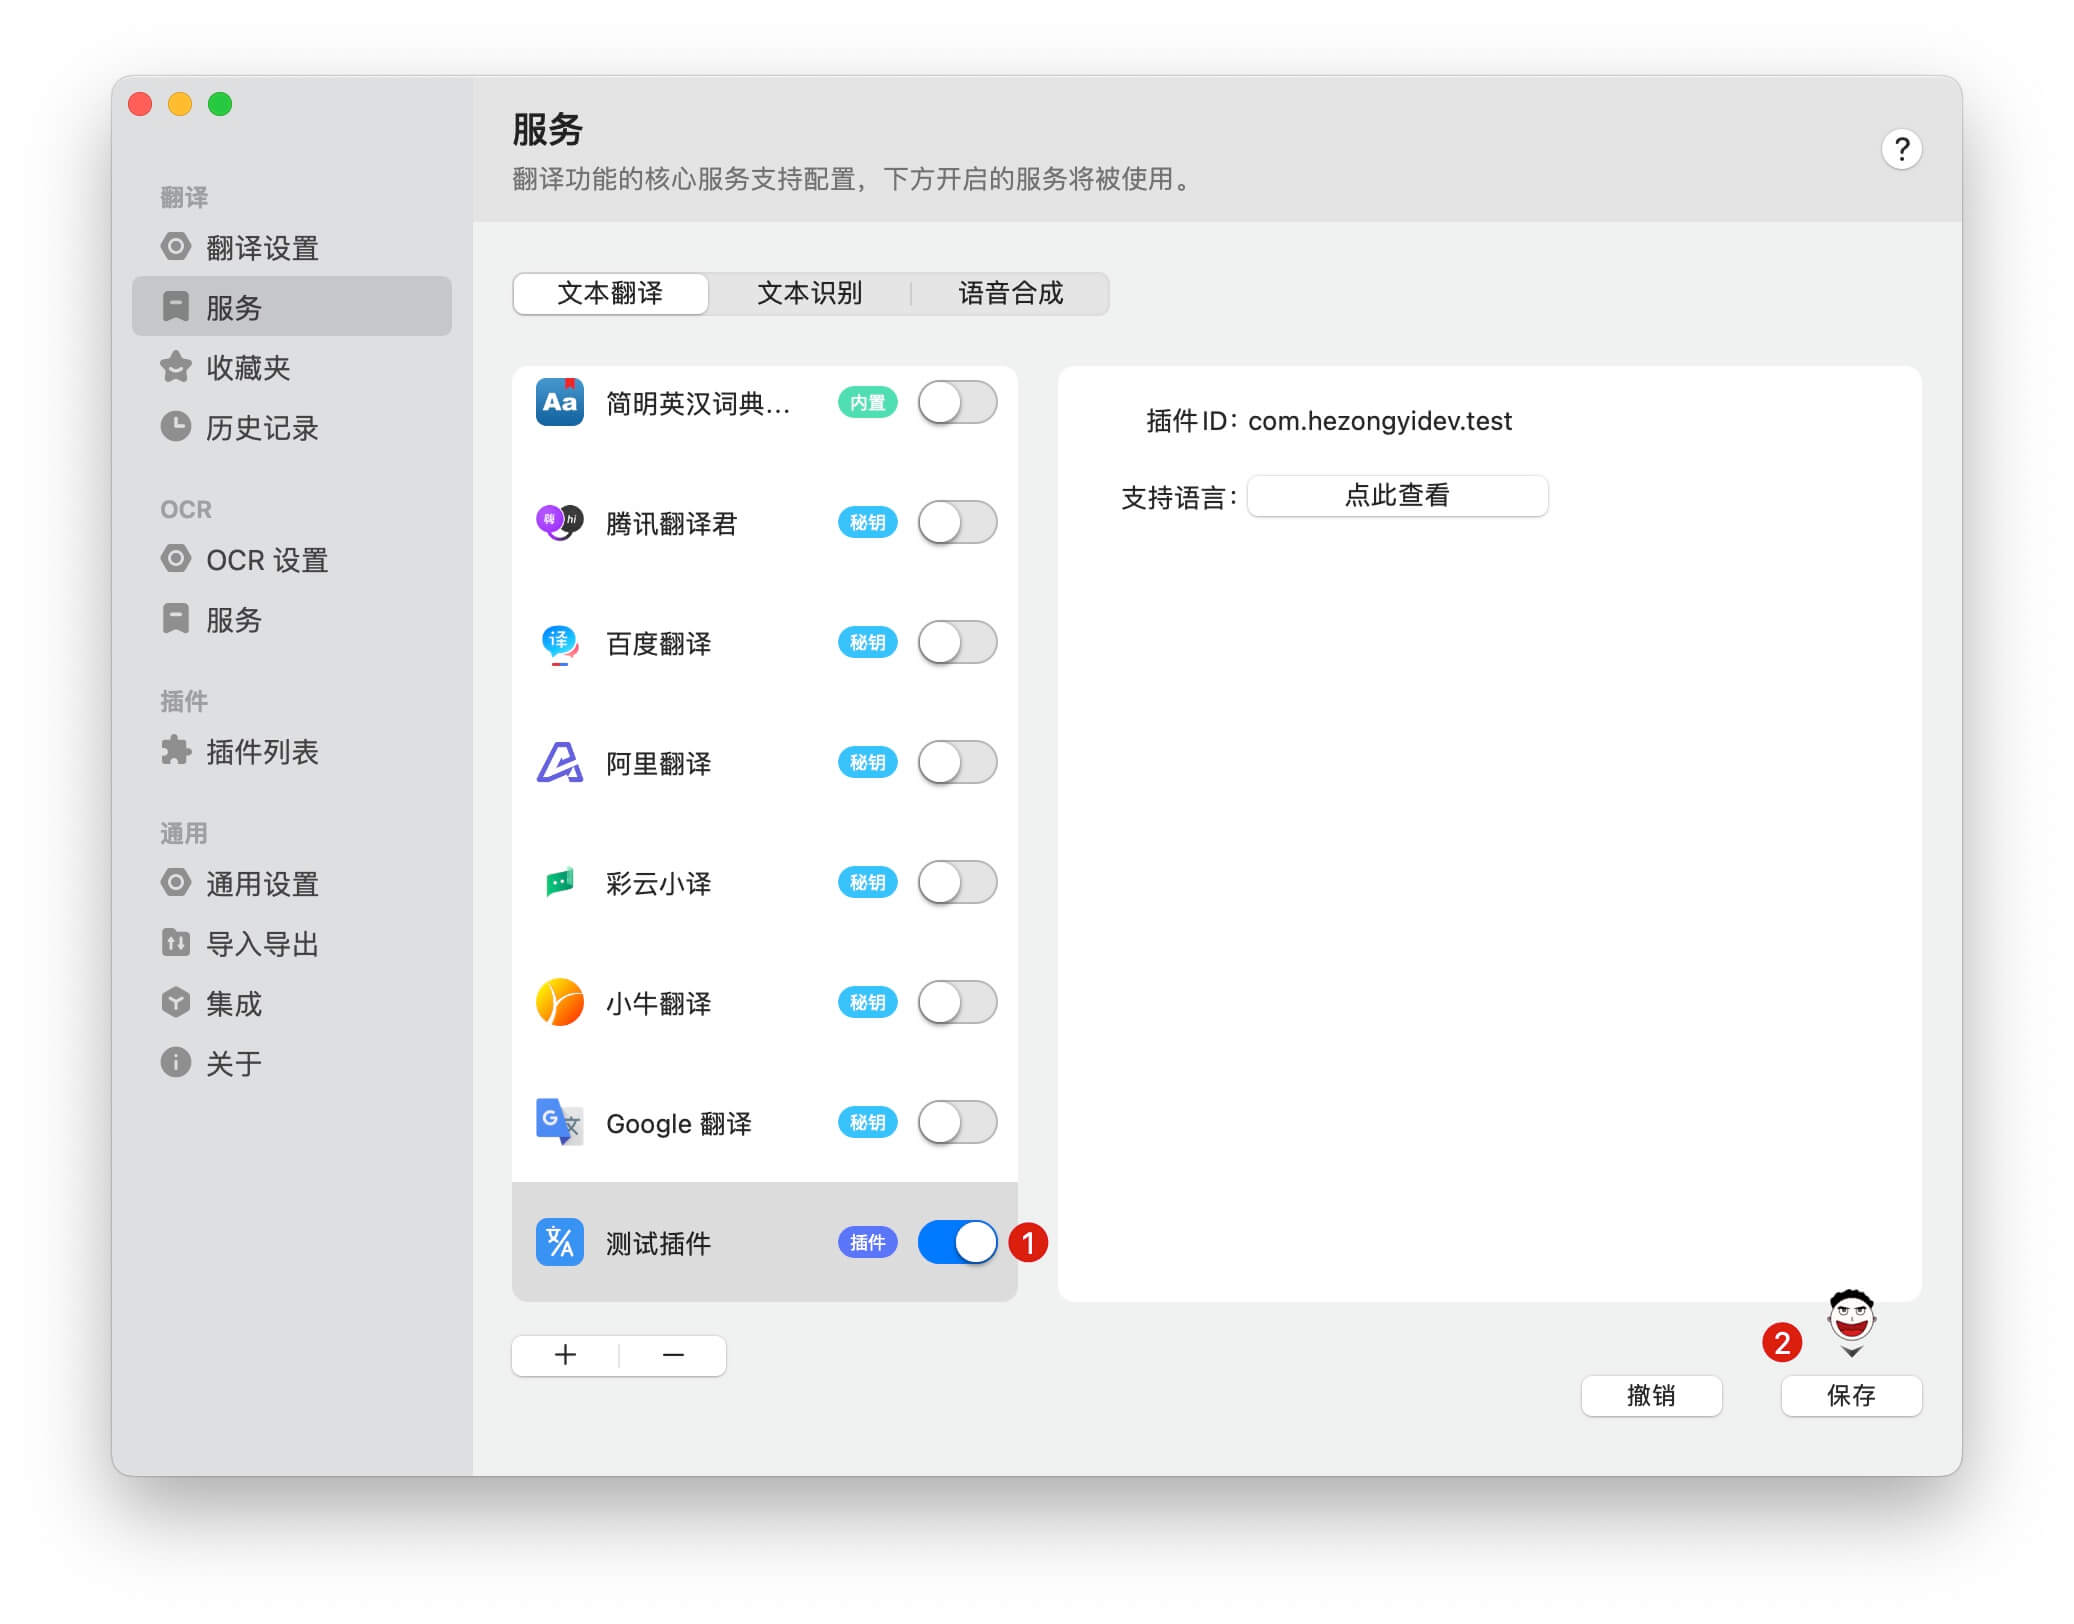 服务
翻译功能的核心服务支持配置，下方开启的服务将被使用。
?
翻译
翻译设置
服务
收藏夹
历史记录
OCR
OCR 设置
服务
插件
插件列表
通用
通用设置
导入导出
集成
关于
文本翻译
文本识别
语音合成
Aa
简明英汉词典...
内置
嗨 hi
腾讯翻译君
秘钥
译
百度翻译
秘钥
阿里翻译
秘钥
彩云小译
秘钥
小牛翻译
秘钥
G 文
Google 翻译
秘钥
文 A
测试插件
插件
1
插件 ID： com.hezongyidev.test
支持语言：
点此查看
+
−
2
撤销
保存